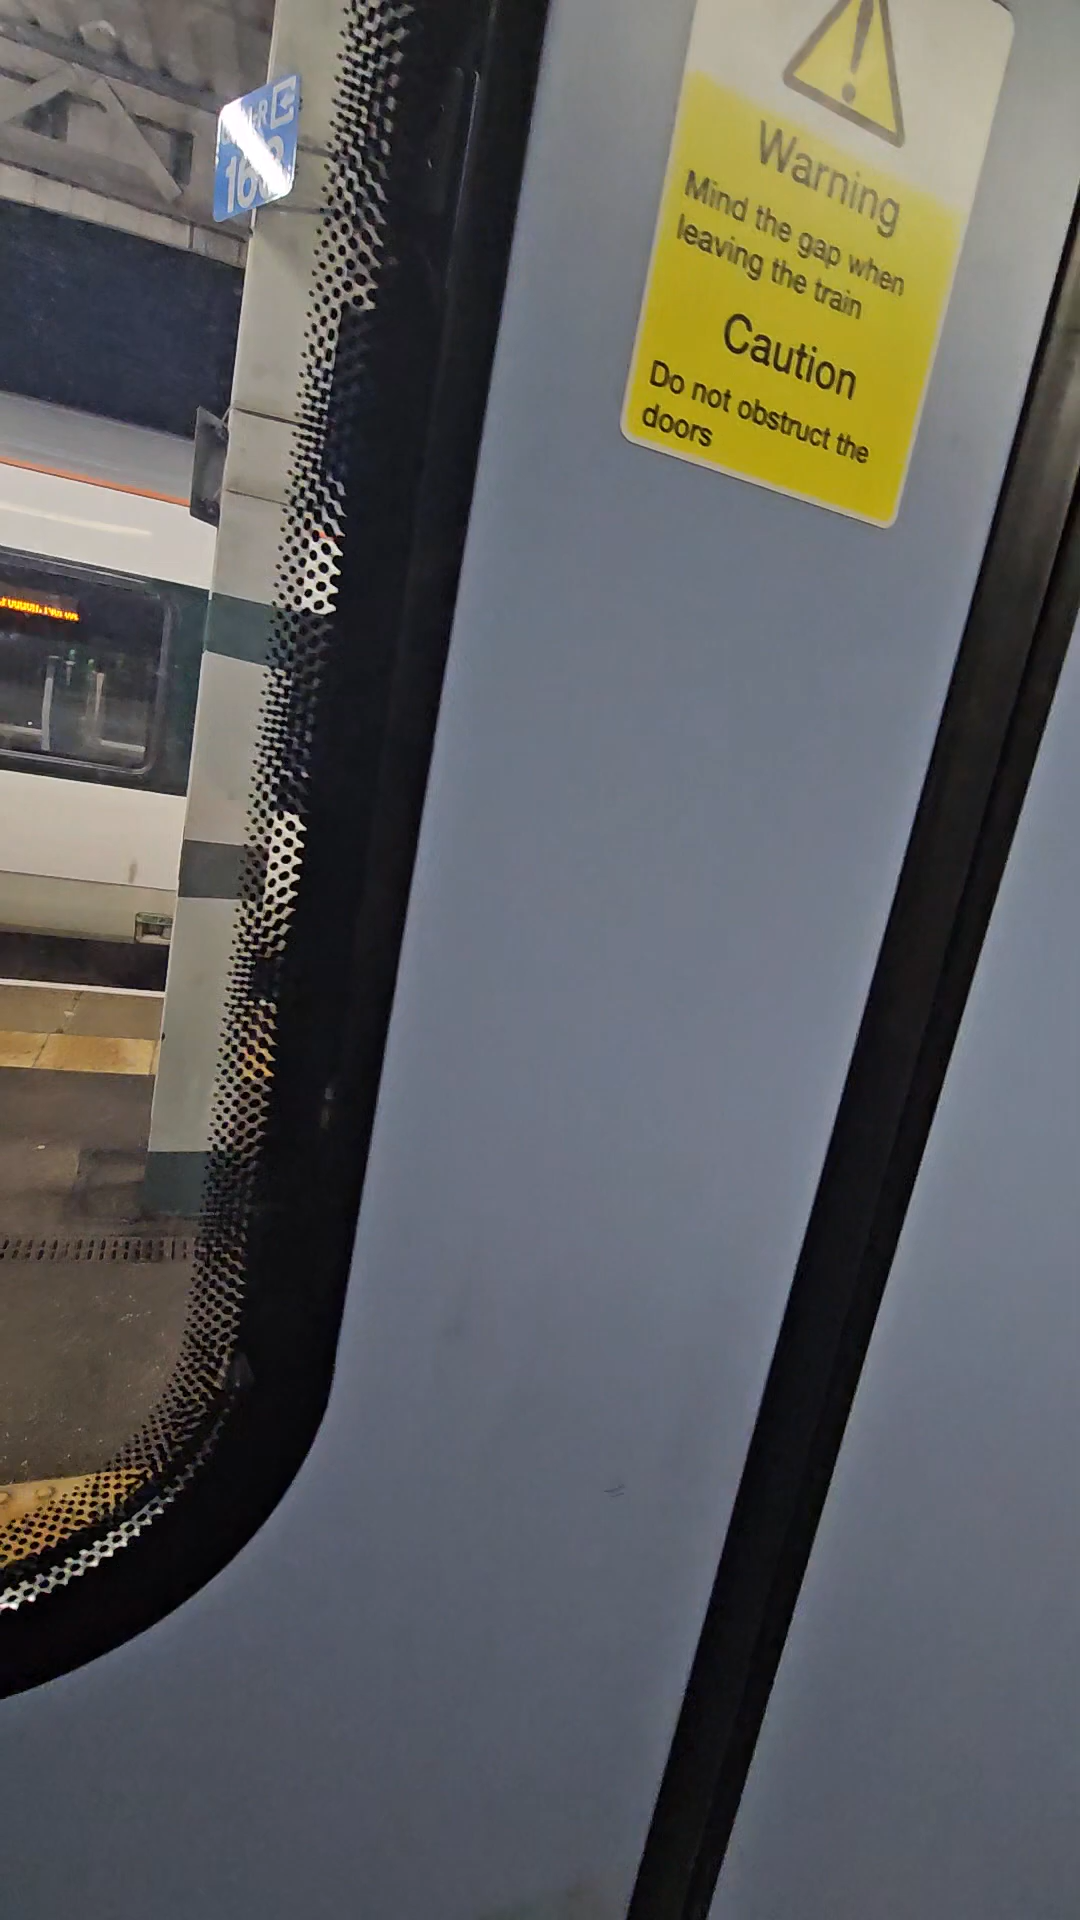 Warning
Mind the gap when
leaving the train
Caution
Do not obstruct the
doors